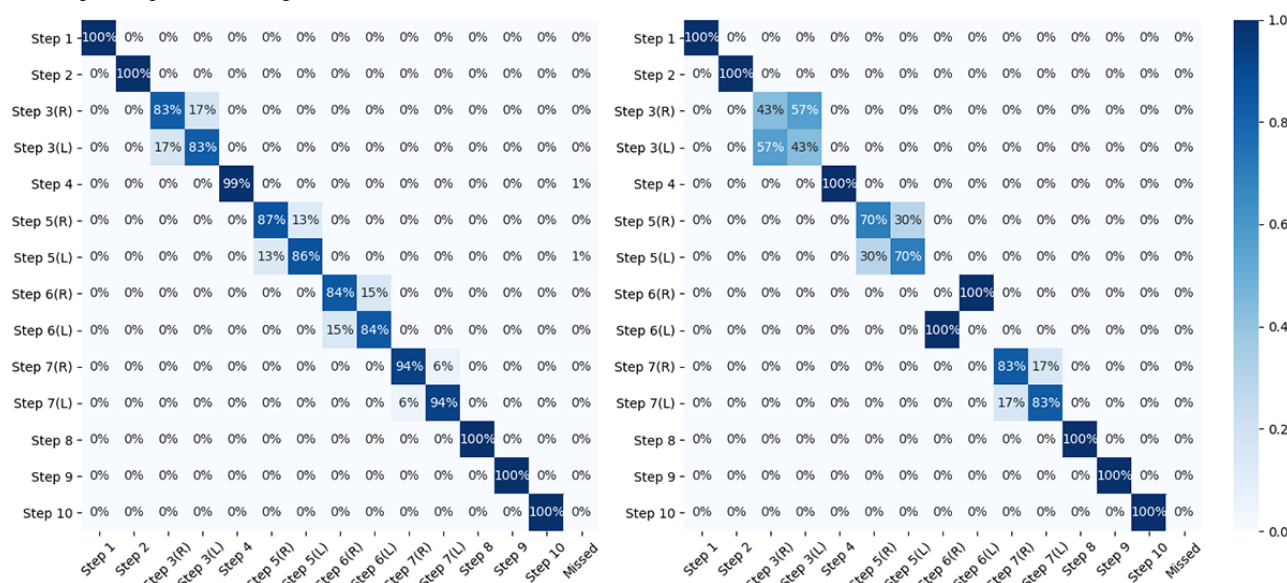 Step 1 100% 0% 0% 0% 0% 0% 0% 0% 0% 0% 0% 0% 0% 0% 0%
Step 2 0% 100% 0% 0% 0% 0% 0% 0% 0% 0% 0% 0% 0% 0% 0%
Step 3(R) 0% 0% 83% 17% 0% 0% 0% 0% 0% 0% 0% 0% 0% 0% 0%
Step 3(L) 0% 0% 17% 83% 0% 0% 0% 0% 0% 0% 0% 0% 0% 0% 0%
Step 4 0% 0% 0% 0% 99% 0% 0% 0% 0% 0% 0% 0% 0% 0% 1%
Step 5(R) 0% 0% 0% 0% 0% 87% 13% 0% 0% 0% 0% 0% 0% 0% 0%
Step 5(L) 0% 0% 0% 0% 0% 13% 86% 0% 0% 0% 0% 0% 0% 0% 1%
Step 6(R) 0% 0% 0% 0% 0% 0% 0% 84% 15% 0% 0% 0% 0% 0% 0%
Step 6(L) 0% 0% 0% 0% 0% 0% 0% 15% 84% 0% 0% 0% 0% 0% 0%
Step 7(R) 0% 0% 0% 0% 0% 0% 0% 0% 0% 94% 6% 0% 0% 0% 0%
Step 7(L) 0% 0% 0% 0% 0% 0% 0% 0% 0% 6% 94% 0% 0% 0% 0%
Step 8 0% 0% 0% 0% 0% 0% 0% 0% 0% 0% 0% 100% 0% 0% 0%
Step 9 0% 0% 0% 0% 0% 0% 0% 0% 0% 0% 0% 0% 100% 0% 0%
Step 10 0% 0% 0% 0% 0% 0% 0% 0% 0% 0% 0% 0% 0% 100% 0%
Step 1 Step 2 Step 3(R) Step 3(L) Step 4 Step 5(R) Step 5(L) Step 6(R) Step 6(L) Step 7(R) Step 7(L) Step 8 Step 9 Step 10 Missed
Step 1 100% 0% 0% 0% 0% 0% 0% 0% 0% 0% 0% 0% 0% 0% 0%
Step 2 0% 100% 0% 0% 0% 0% 0% 0% 0% 0% 0% 0% 0% 0% 0%
Step 3(R) 0% 0% 43% 57% 0% 0% 0% 0% 0% 0% 0% 0% 0% 0% 0%
Step 3(L) 0% 0% 57% 43% 0% 0% 0% 0% 0% 0% 0% 0% 0% 0% 0%
Step 4 0% 0% 0% 0% 100% 0% 0% 0% 0% 0% 0% 0% 0% 0% 0%
Step 5(R) 0% 0% 0% 0% 0% 70% 30% 0% 0% 0% 0% 0% 0% 0% 0%
Step 5(L) 0% 0% 0% 0% 0% 30% 70% 0% 0% 0% 0% 0% 0% 0% 0%
Step 6(R) 0% 0% 0% 0% 0% 0% 0% 0% 100% 0% 0% 0% 0% 0% 0%
Step 6(L) 0% 0% 0% 0% 0% 0% 0% 100% 0% 0% 0% 0% 0% 0% 0%
Step 7(R) 0% 0% 0% 0% 0% 0% 0% 0% 0% 83% 17% 0% 0% 0% 0%
Step 7(L) 0% 0% 0% 0% 0% 0% 0% 0% 0% 17% 83% 0% 0% 0% 0%
Step 8 0% 0% 0% 0% 0% 0% 0% 0% 0% 0% 0% 100% 0% 0% 0%
Step 9 0% 0% 0% 0% 0% 0% 0% 0% 0% 0% 0% 0% 100% 0% 0%
Step 10 0% 0% 0% 0% 0% 0% 0% 0% 0% 0% 0% 0% 0% 100% 0%
Step 1 Step 2 Step 3(R) Step 3(L) Step 4 Step 5(R) Step 5(L) Step 6(R) Step 6(L) Step 7(R) Step 7(L) Step 8 Step 9 Step 10 Missed
1.0
0.8
0.6
0.4
0.2
0.0